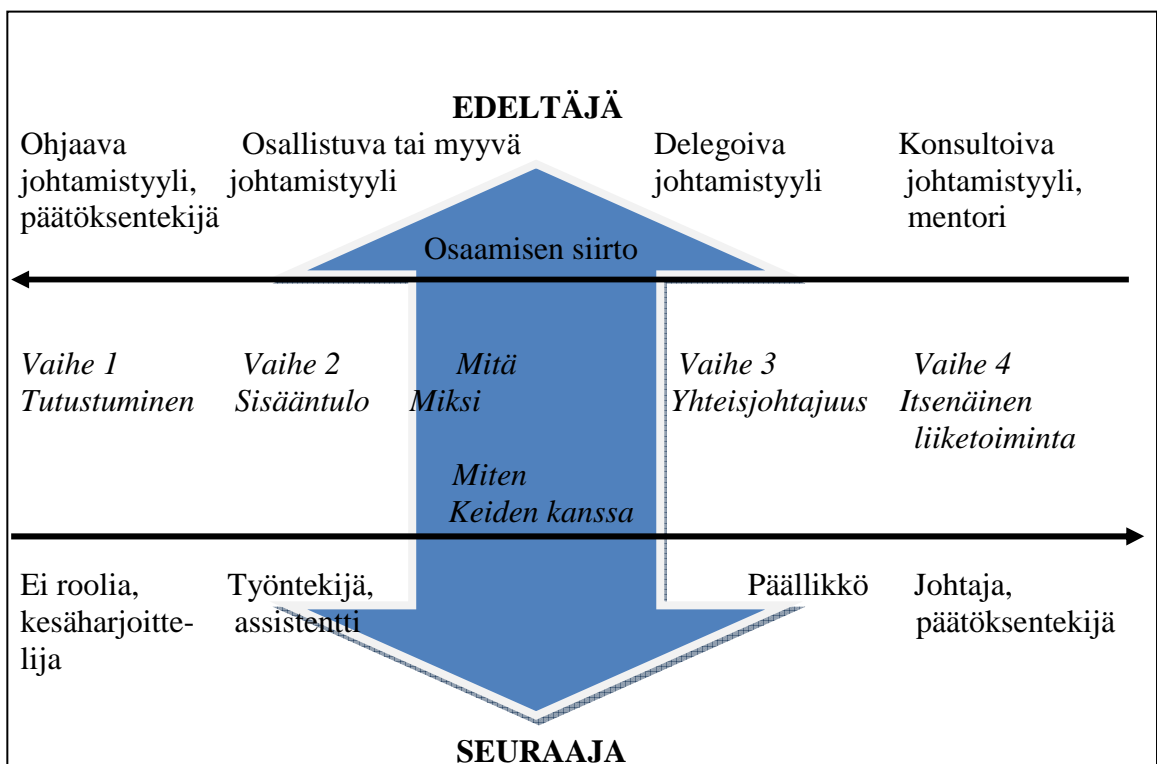 EDELTÄJÄ
Ohjaava Osallistuva tai myyvä Delegoiva Konsultoiva
johtamistyyli, johtamistyyli johtamistyyli johtamistyyli,
päätöksentekijä mentori
Osaamisen siirto
Vaihe 1 Vaihe 2 Mitä Vaihe 3 Vaihe 4
Tutustuminen Sisääntulo Miksi Yhteisjohtajuus Itsenäinen
liiketoiminta
Miten
Keiden kanssa
Ei roolia, Työntekijä, Päällikkö Johtaja,
kesäharjoitte- assistentti päätöksentekijä
lija
SEURAAJA